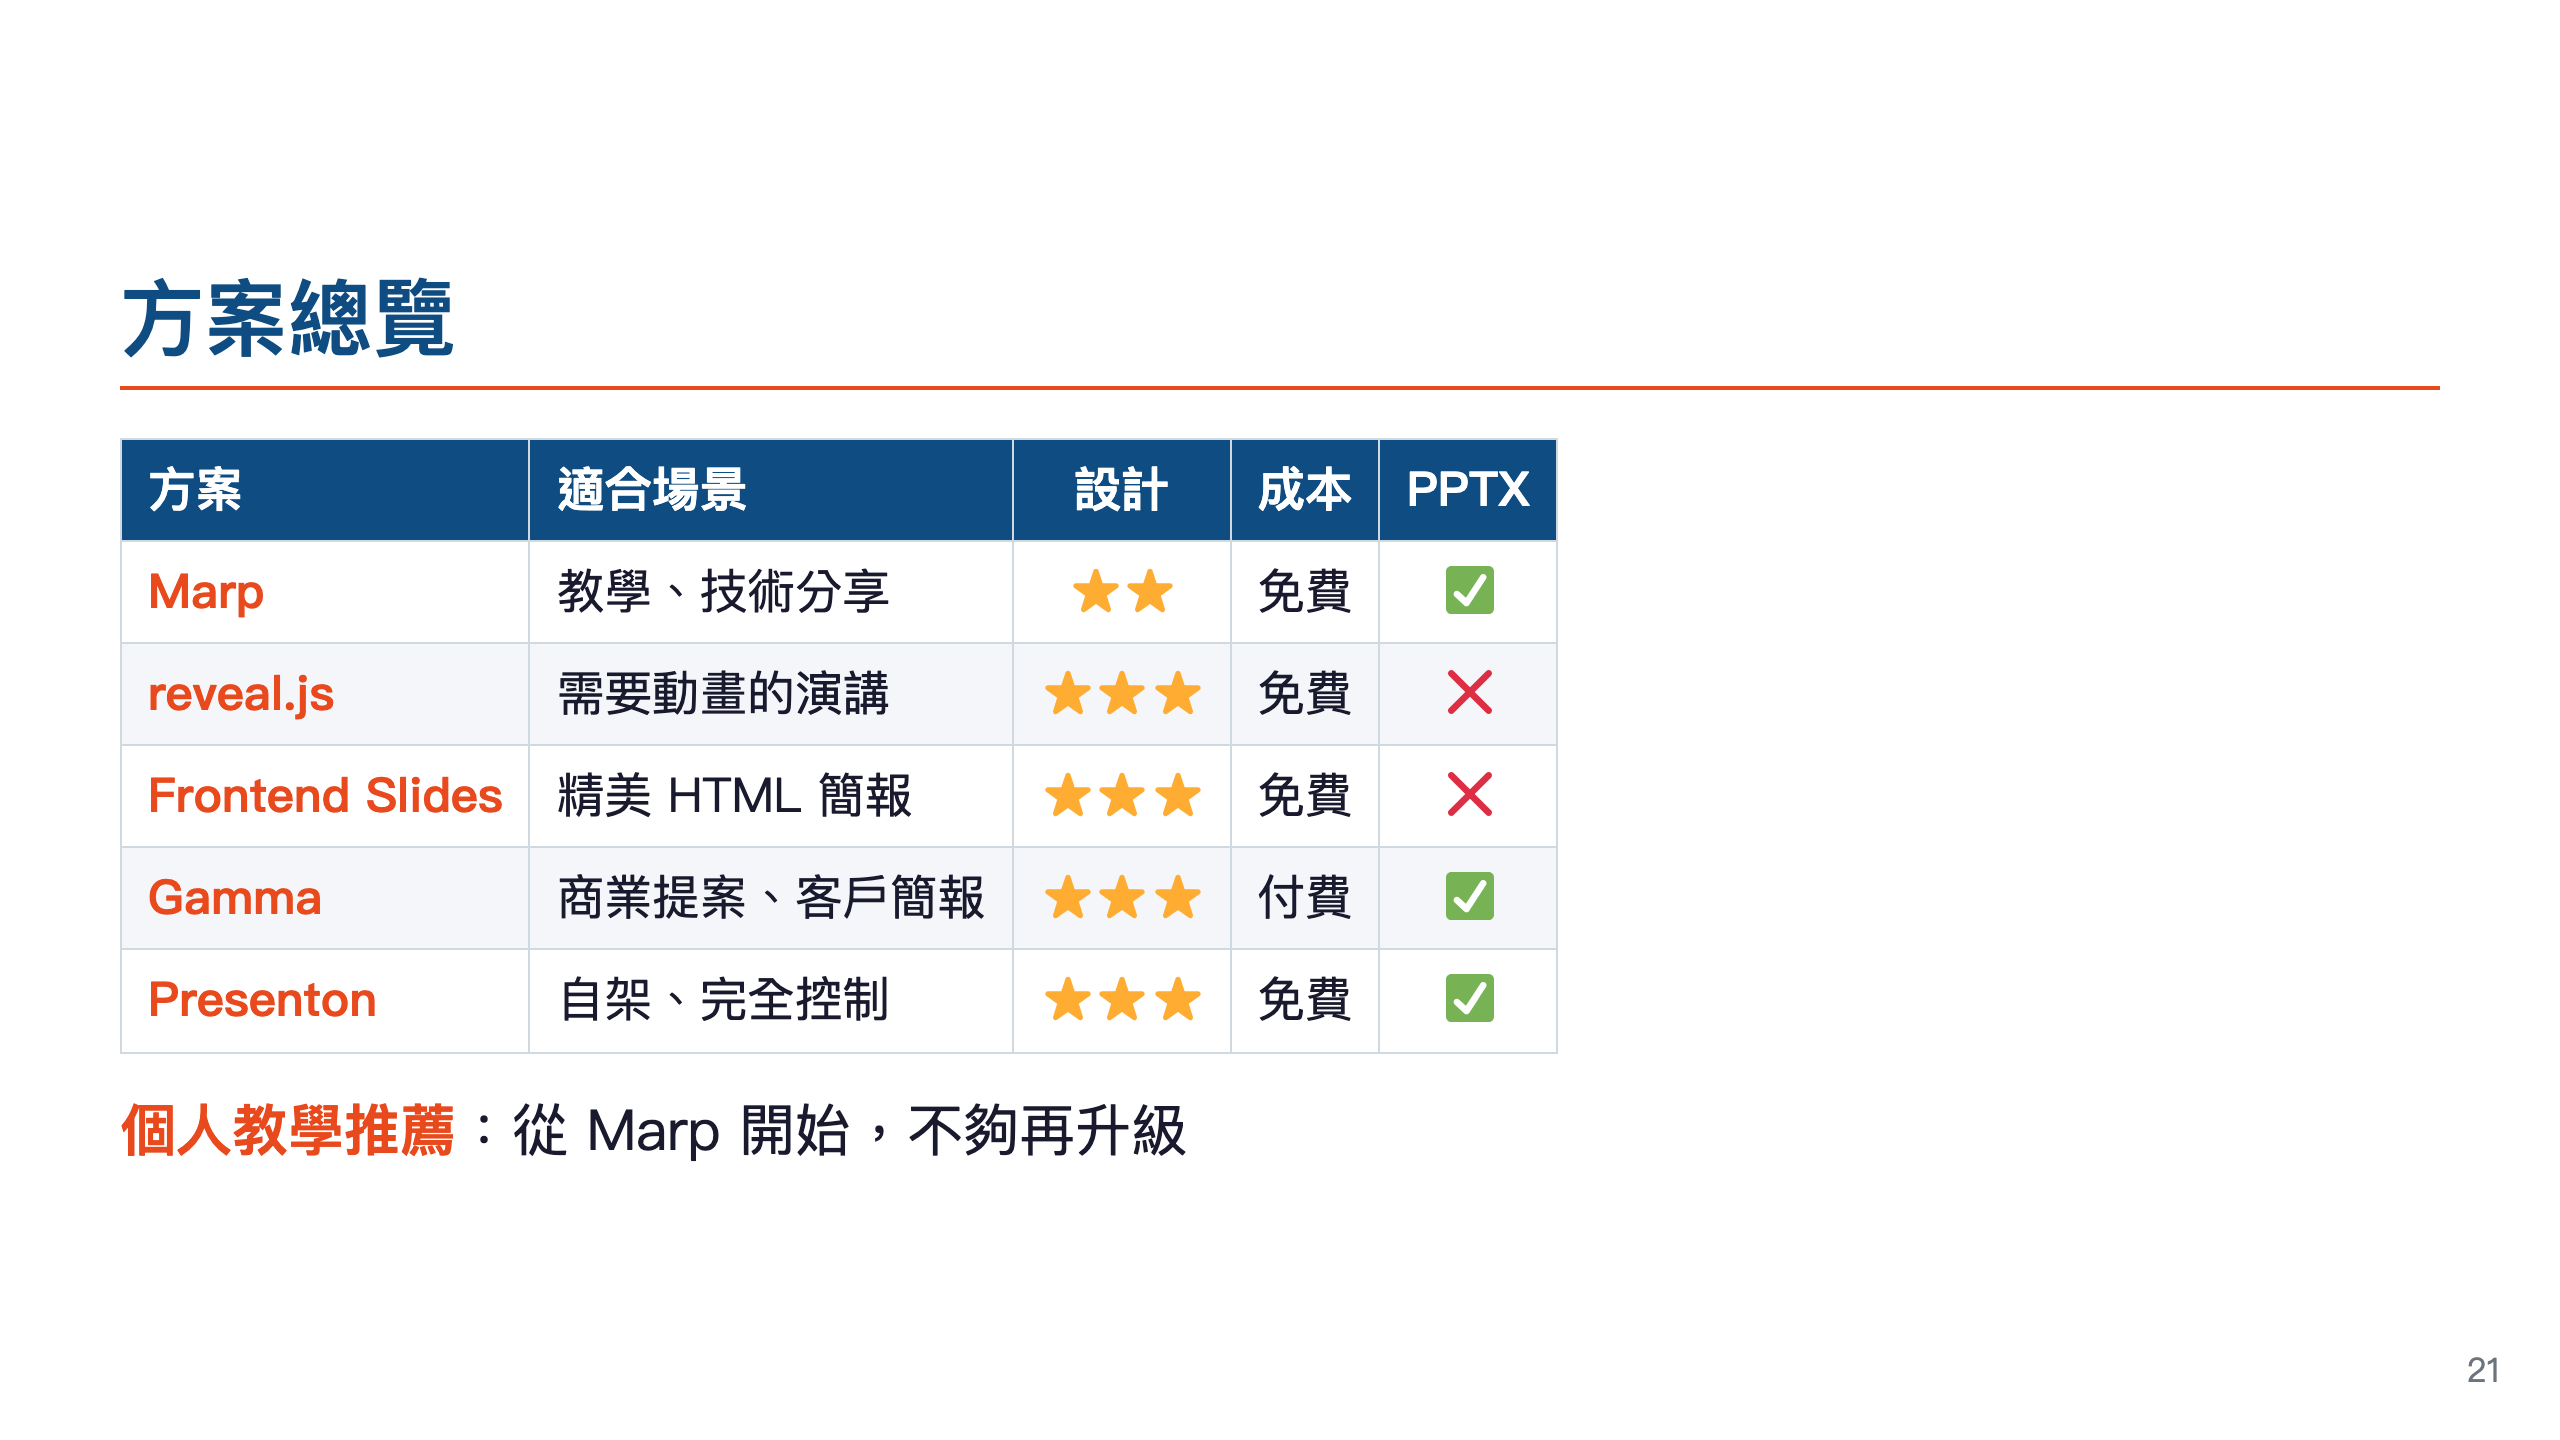 方案總覽
方案 適合場景 設計 成本 PPTX
Marp 教學、技術分享 ⭐⭐ 免費 ✅
reveal.js 需要動畫的演講 ⭐⭐⭐ 免費 ❌
Frontend Slides 精美 HTML 簡報 ⭐⭐⭐ 免費 ❌
Gamma 商業提案、客戶簡報 ⭐⭐⭐ 付費 ✅
Presenton 自架、完全控制 ⭐⭐⭐ 免費 ✅
個人教學推薦：從 Marp 開始，不夠再升級
21